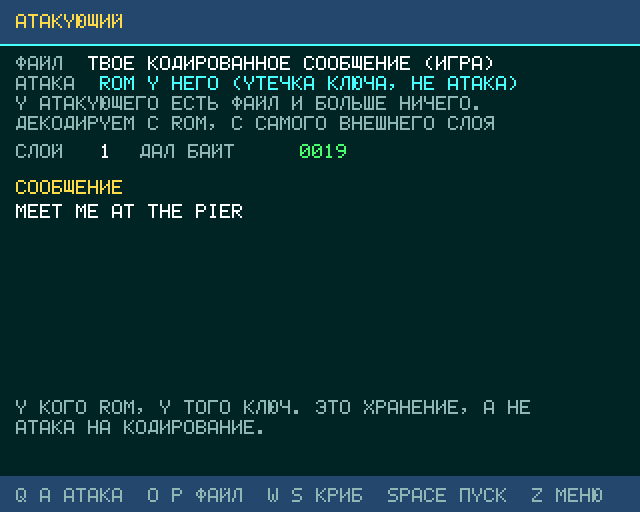 АТАКУЮЩИЙ
ФАЙЛ ТВОЕ КОДИРОВАННОЕ СООБЩЕНИЕ (ИГРА)
АТАКА ROM У НЕГО (УТЕЧКА КЛЮЧА, НЕ АТАКА)
У АТАКУЮЩЕГО ЕСТЬ ФАЙЛ И БОЛЬШЕ НИЧЕГО.
ДЕКОДИРУЕМ С ROM, С САМОГО ВНЕШНЕГО СЛОЯ
СЛОЙ 1 ДАЛ БАЙТ 0019
СООБЩЕНИЕ
MEET ME AT THE PIER
У КОГО ROM, У ТОГО КЛЮЧ. ЭТО ХРАНЕНИЕ, А НЕ
АТАКА НА КОДИРОВАНИЕ.
Q A АТАКА O P ФАЙЛ W S КРИБ SPACE ПУСК Z МЕНЮ